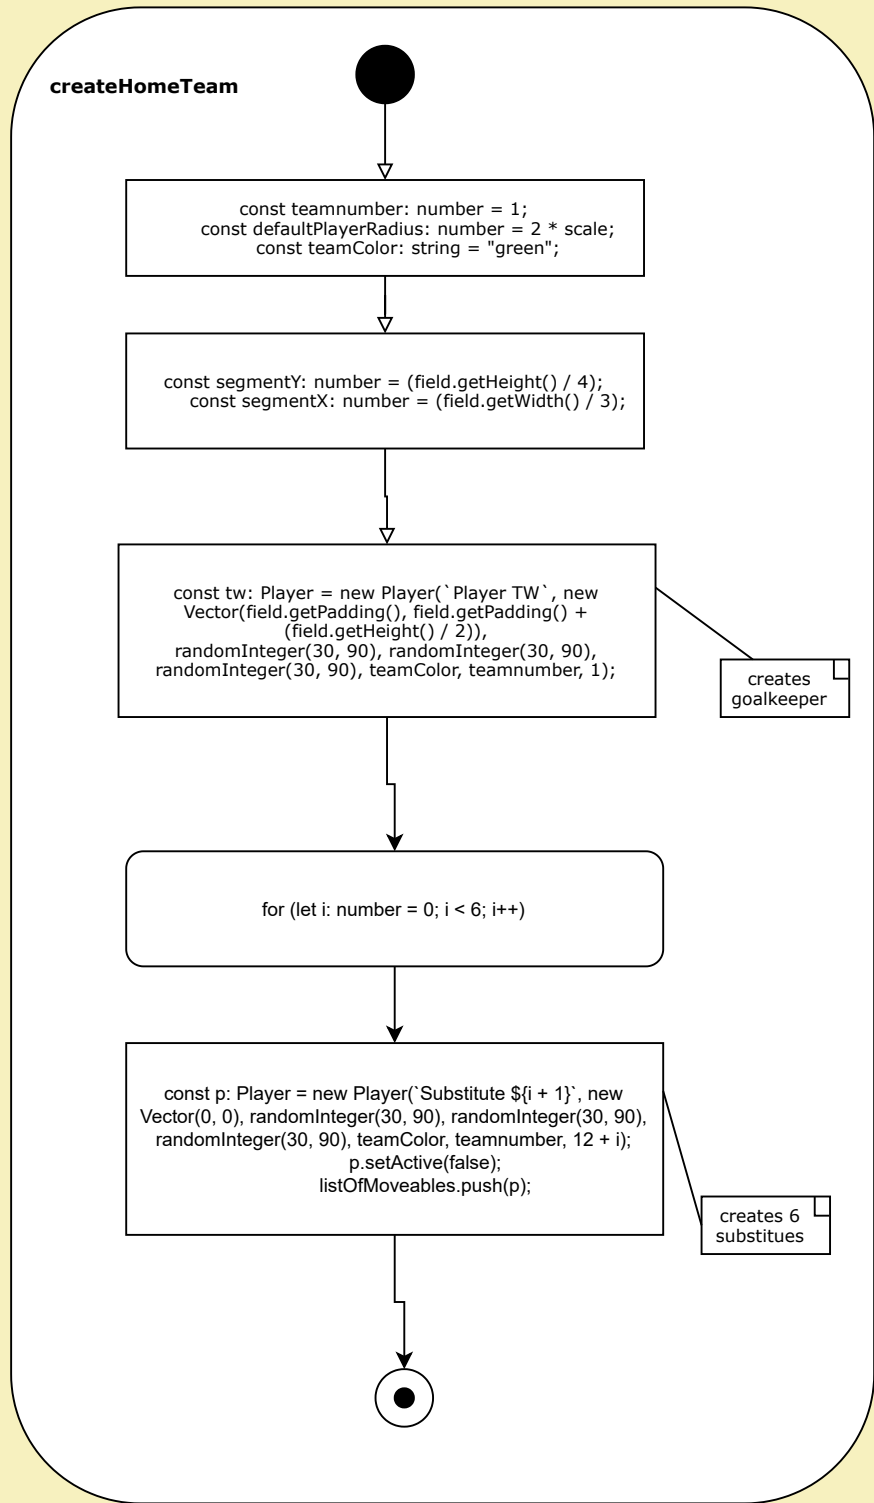 createHomeTeam
const teamnumber: number = 1;
const defaultPlayerRadius: number = 2 * scale;
const teamColor: string = "green";
const segmentY: number = (field.getHeight() / 4);
const segmentX: number = (field.getWidth() / 3);
const tw: Player = new Player(`Player TW`, new
Vector(field.getPadding(), field.getPadding() +
(field.getHeight() / 2)),
randomInteger(30, 90), randomInteger(30, 90),
randomInteger(30, 90), teamColor, teamnumber, 1);
creates
goalkeeper
for (let i: number = 0; i < 6; i++)
const p: Player = new Player(`Substitute ${i + 1}`, new
Vector(0, 0), randomInteger(30, 90), randomInteger(30, 90),
randomInteger(30, 90), teamColor, teamnumber, 12 + i);
p.setActive(false);
listOfMoveables.push(p);
creates 6
substitues